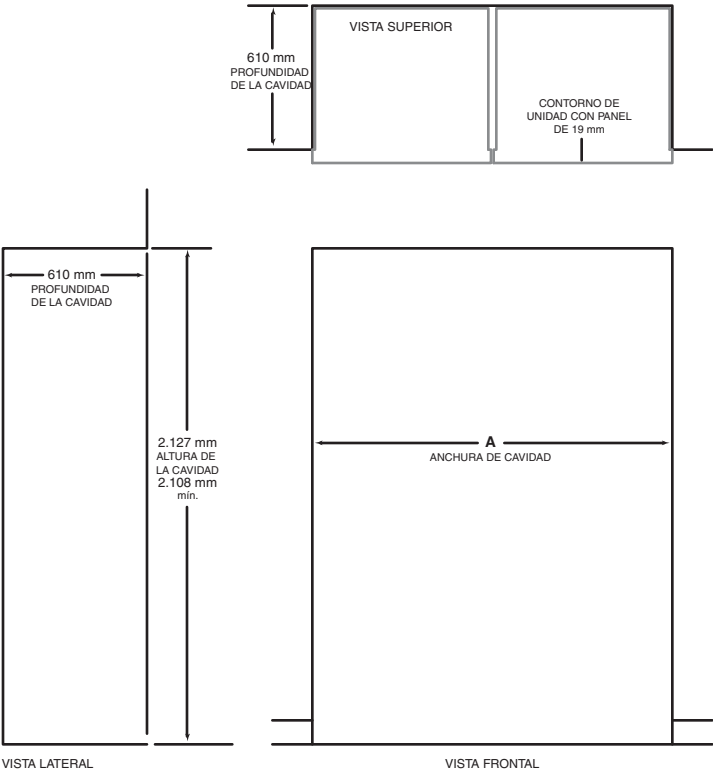 VISTA SUPERIOR
610 mm
PROFUNDIDAD
DE LA CAVIDAD
CONTORNO DE
UNIDAD CON PANEL
DE 19 mm
610 mm
PROFUNDIDAD
DE LA CAVIDAD
2.127 mm
ALTURA DE
LA CAVIDAD
2.108 mm
mín.
A
ANCHURA DE CAVIDAD
VISTA LATERAL
VISTA FRONTAL